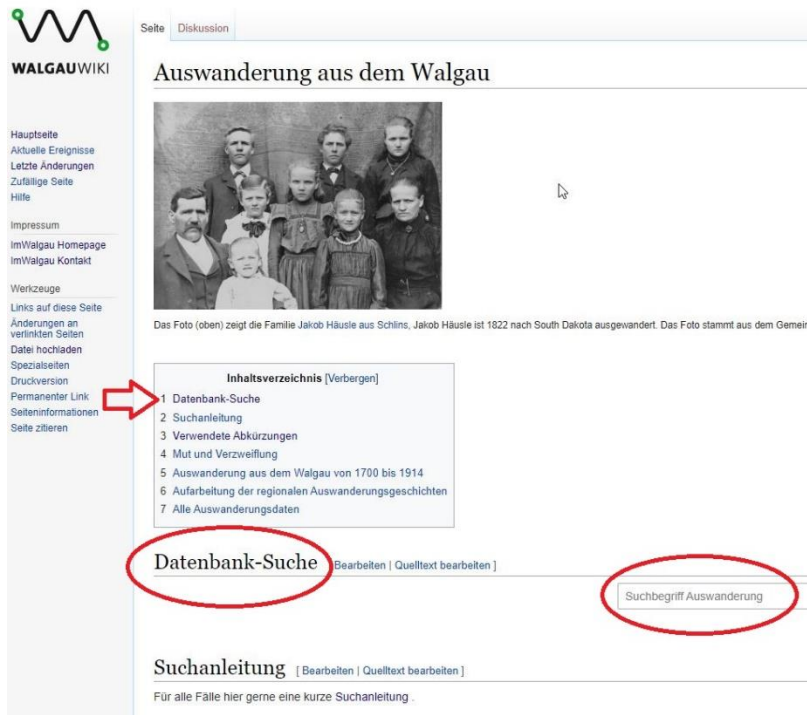 WALGAUWIKI
Hauptseite
Aktuelle Ereignisse
Letzte Änderungen
Zufällige Seite
Hilfe
Impressum
ImWalgau Homepage
ImWalgau Kontakt
Werkzeuge
Links auf diese Seite
Änderungen an
verlinkten Seiten
Datei hochladen
Spezialseiten
Druckversion
Permanenter Link
Seiteninformationen
Seite zitieren
Seite Diskussion
Auswanderung aus dem Walgau
Das Foto (oben) zeigt die Familie Jakob Häusle aus Schlins, Jakob Häusle ist 1822 nach South Dakota ausgewandert. Das Foto stammt aus dem Gemein
Inhaltsverzeichnis [Verbergen]
1 Datenbank-Suche
2 Suchanleitung
3 Verwendete Abkürzungen
4 Mut und Verzweiflung
5 Auswanderung aus dem Walgau von 1700 bis 1914
6 Aufarbeitung der regionalen Auswanderungsgeschichten
7 Alle Auswanderungsdaten
Datenbank-Suche Bearbeiten | Quelltext bearbeiten ]
Suchbegriff Auswanderung
Suchanleitung [ Bearbeiten | Quelltext bearbeiten ]
Für alle Fälle hier gerne eine kurze Suchanleitung .